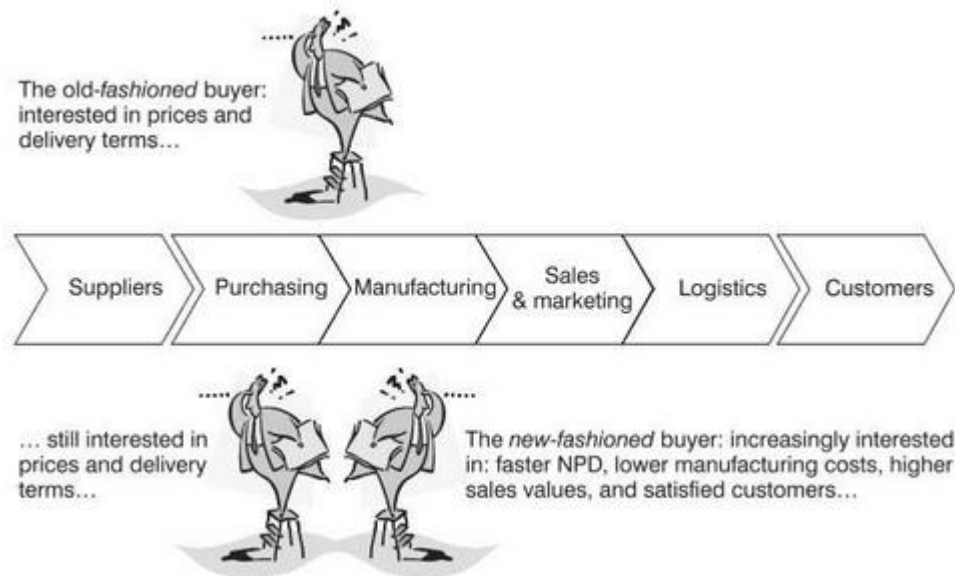 The old-fashioned buyer:
interested in prices and
delivery terms…
Suppliers
Purchasing
Manufacturing
Sales
& marketing
Logistics
Customers
… still interested in
prices and delivery
terms…
The new-fashioned buyer: increasingly interested
in: faster NPD, lower manufacturing costs, higher
sales values, and satisfied customers…